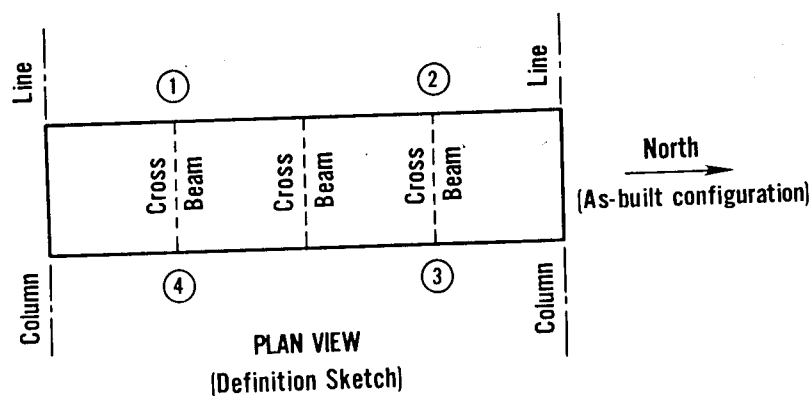 Line
Line
1
2
Cross
Beam
Cross
Beam
Cross
Beam
North
(As-built configuration)
4
3
Column
Column
PLAN VIEW
(Definition Sketch)